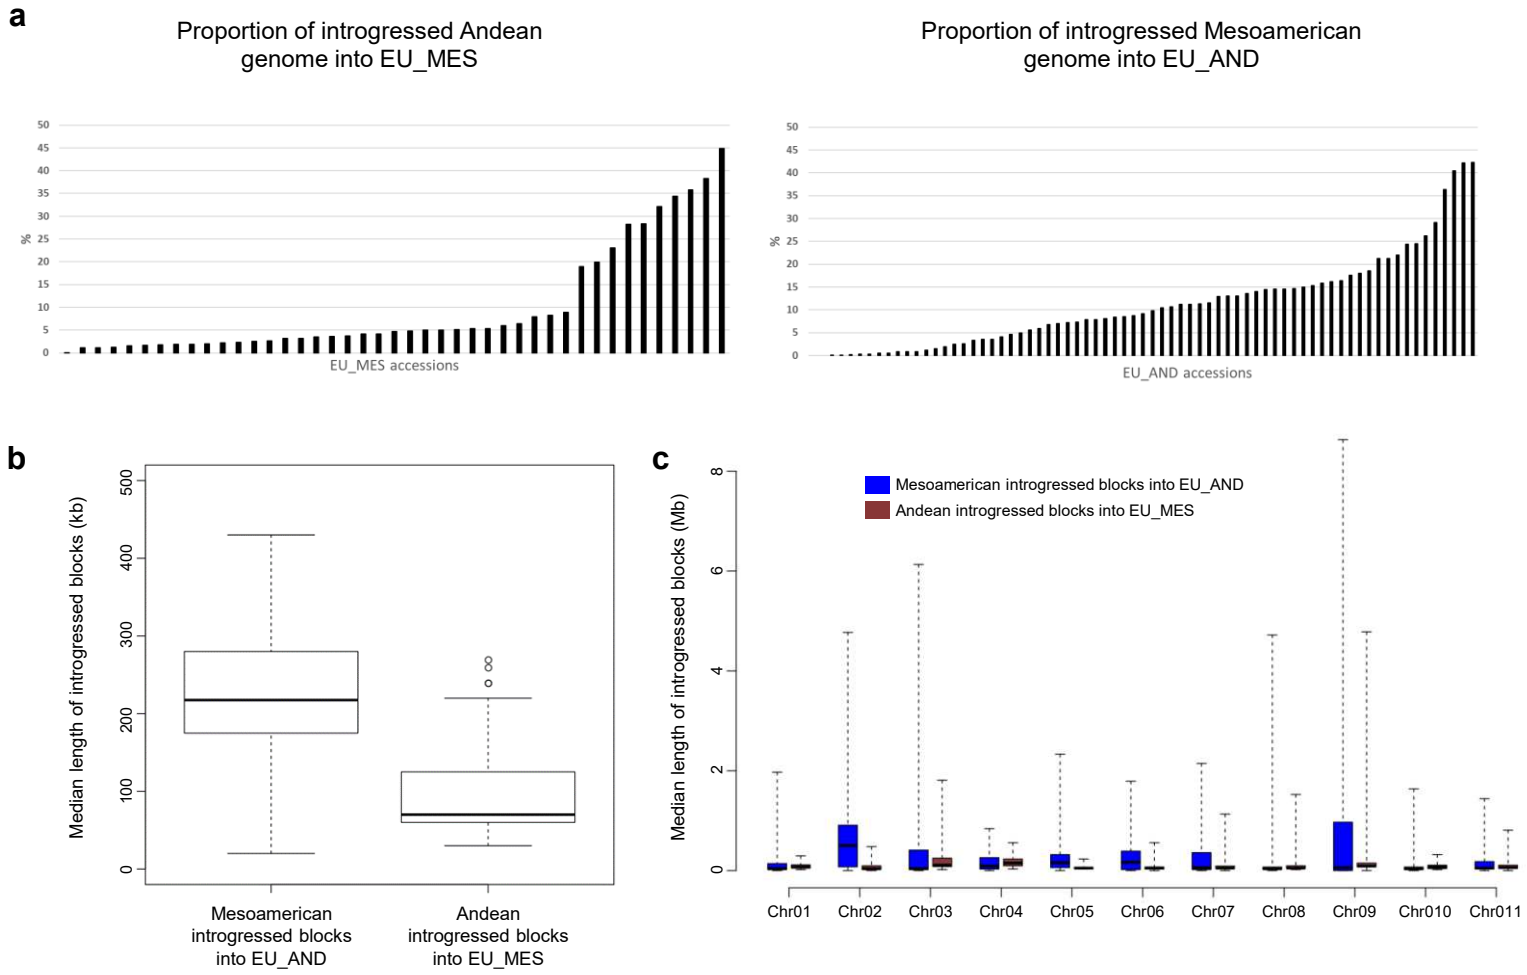 a
Proportion of introgressed Andean
genome into EU_MES
50
45
40
35
30
25
20
15
10
5
0
%
EU_MES accessions
Proportion of introgressed Mesoamerican
genome into EU_AND
50
45
40
35
30
25
20
15
10
5
0
%
EU_AND accessions
b
Median length of introgressed blocks (kb)
500
400
300
200
100
0
Mesoamerican
introgressed blocks
into EU_AND
Andean
introgressed blocks
into EU_MES
c
Median length of introgressed blocks (Mb)
8
6
4
2
0
Mesoamerican introgressed blocks into EU_AND
Andean introgressed blocks into EU_MES
Chr01 Chr02 Chr03 Chr04 Chr05 Chr06 Chr07 Chr08 Chr09 Chr010 Chr011